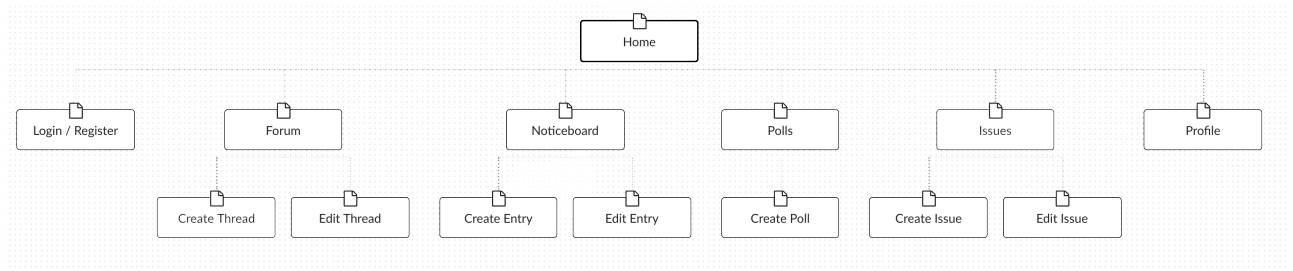 Home
Login / Register
Forum
Noticeboard
Polls
Issues
Profile
Create Thread
Edit Thread
Create Entry
Edit Entry
Create Poll
Create Issue
Edit Issue